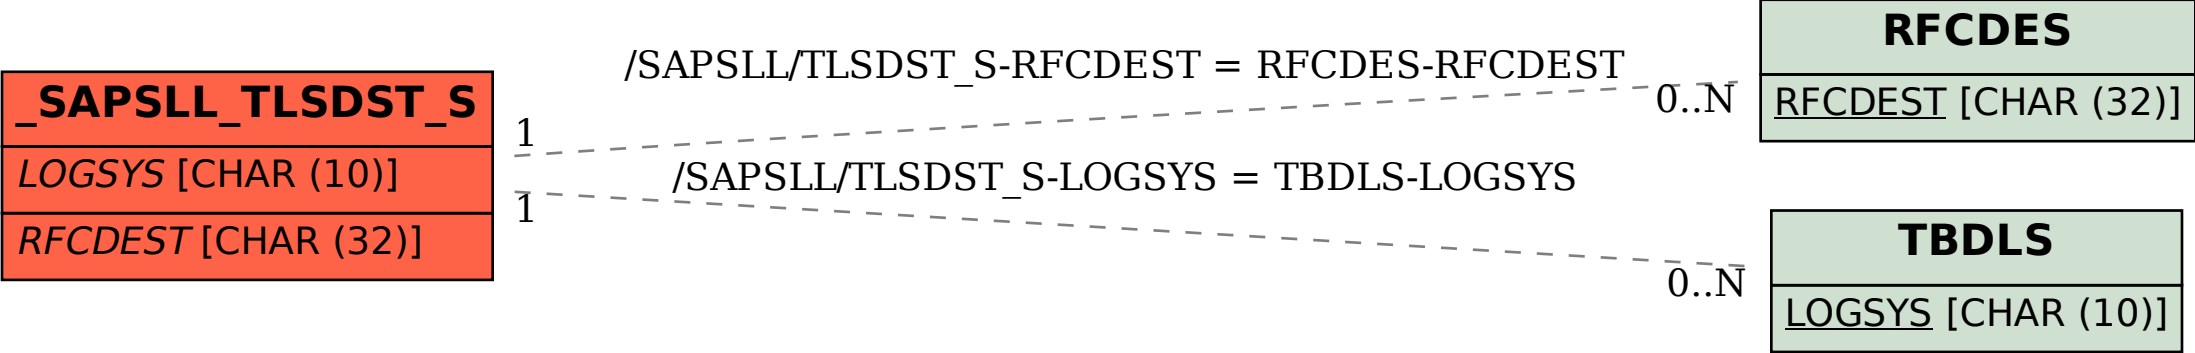 _SAPSLL_TLSDST_S
LOGSYS [CHAR (10)]
RFCDEST [CHAR (32)]
/SAPSLL/TLSDST_S-RFCDEST = RFCDES-RFCDEST
1
0..N
/SAPSLL/TLSDST_S-LOGSYS = TBDLS-LOGSYS
1
0..N
RFCDES
RFCDEST [CHAR (32)]
TBDLS
LOGSYS [CHAR (10)]